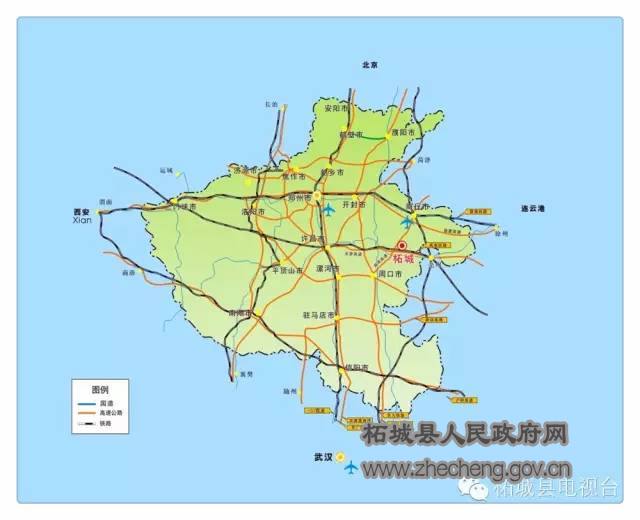 北京
长治
安阳市
鹤壁市
濮阳市
运城
济源市
焦作市
新乡市
菏泽
渭南
郑州市
开封市
商丘市
连云港
西安
Xian
洛阳市
徐州
许昌市
柘城
商洛
平顶山市
漯河市
周口市
南阳市
驻马店市
信阳市
襄樊
随州
图例
国道
高速公路
铁路
武汉
柘城县人民政府网
www.zhecheng.gov.cn
柘城县电视台